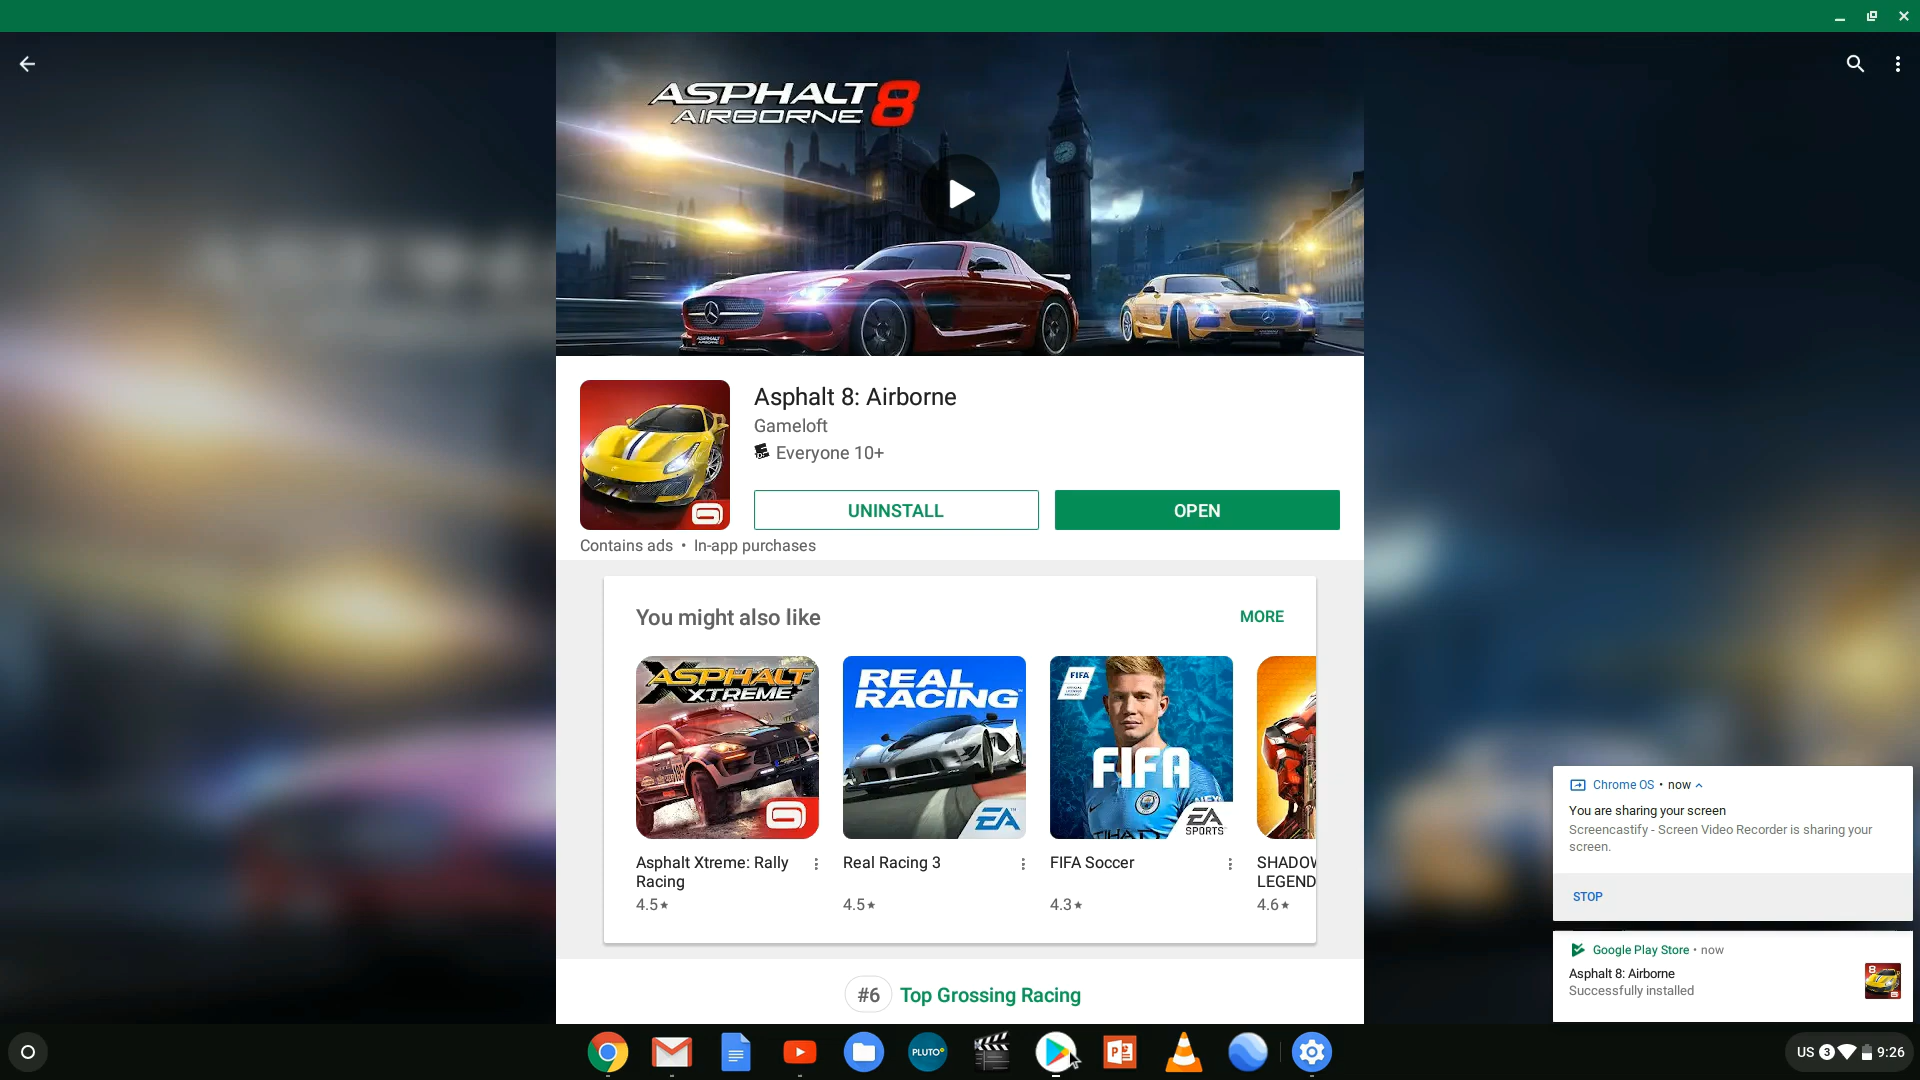 ASPHALT 8
AIRBORNE
Asphalt 8: Airborne
Gameloft
Everyone 10+
UNINSTALL
OPEN
Contains ads • In-app purchases
You might also like
MORE
ASPHALT
XTREME
REAL
RACING
EA
FIFA
FIFA
EA
SPORTS
Asphalt Xtreme: Rally
Racing
4.5★
Real Racing 3
4.5★
FIFA Soccer
4.3★
SHADOW
LEGEND
4.6★
#6 Top Grossing Racing
Chrome OS • now
You are sharing your screen
Screencastify - Screen Video Recorder is sharing your
screen.
STOP
Google Play Store • now
Asphalt 8: Airborne
Successfully installed
PLUTO
US 3 9:26